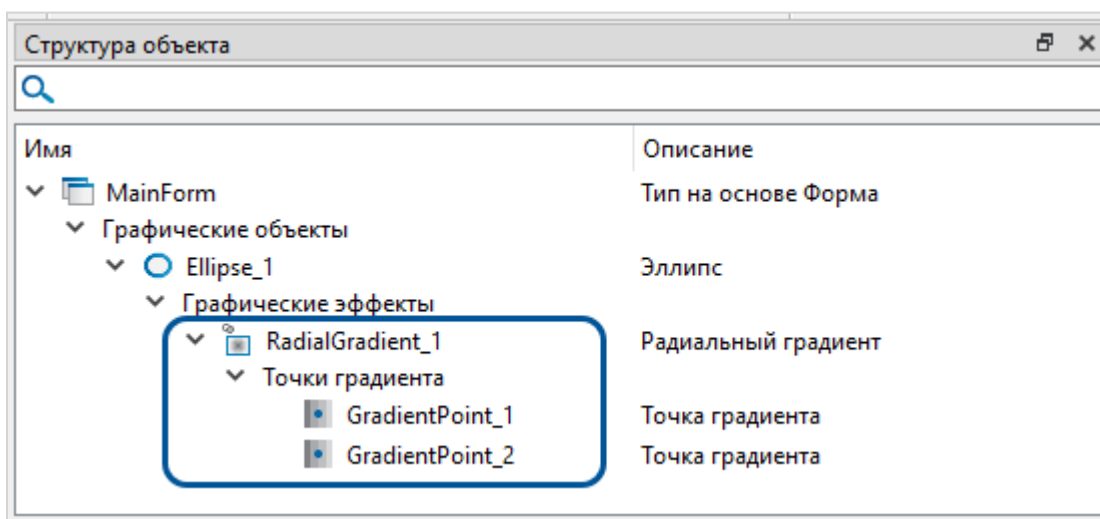 Структура объекта
Имя Описание
MainForm Тип на основе Форма
Графические объекты
Ellipse_1 Эллипс
Графические эффекты
RadialGradient_1 Радиальный градиент
Точки градиента
GradientPoint_1 Точка градиента
GradientPoint_2 Точка градиента